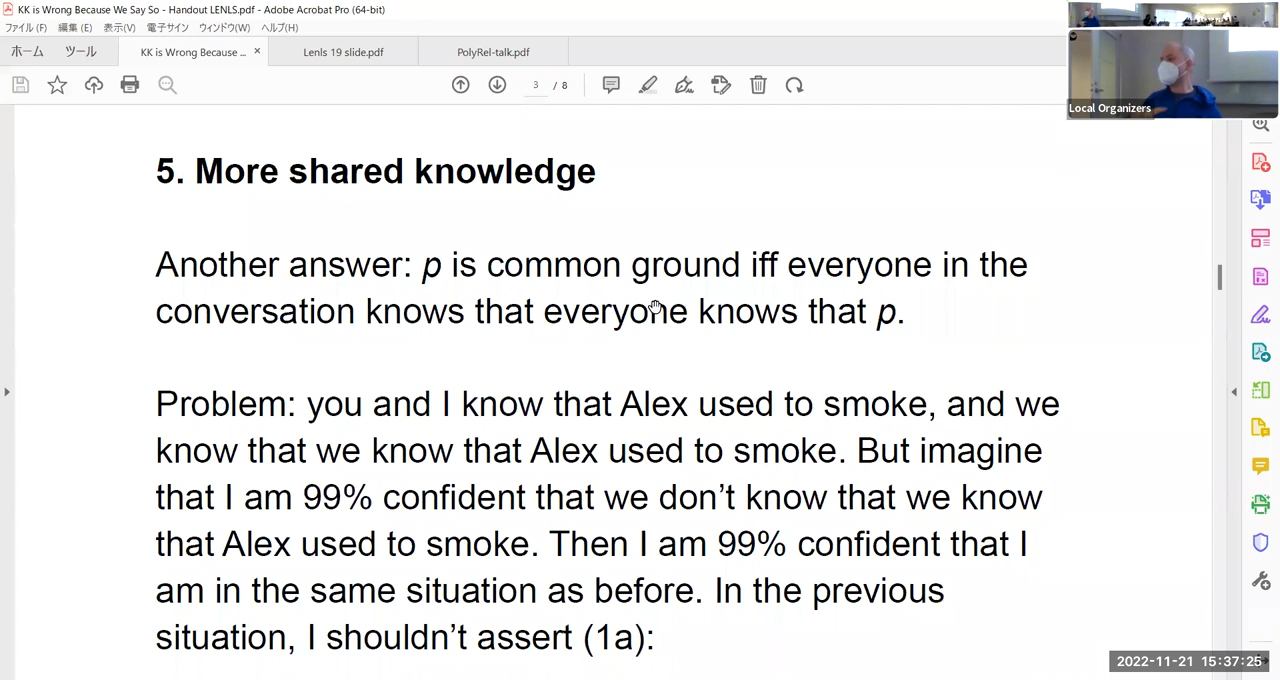 KK is Wrong Because We Say So - Handout LENLS.pdf - Adobe Acrobat Pro (64-bit)
ファイル(F) 編集(E) 表示(V) 電子サイン ウィンドウ(W) ヘルプ(H)
ホーム ツール KK is Wrong Because ... × Lenls 19 slide.pdf PolyRel-talk.pdf
3 / 8
Local Organizers
5. More shared knowledge
Another answer: p is common ground iff everyone in the
conversation knows that everyone knows that p.
Problem: you and I know that Alex used to smoke, and we
know that we know that Alex used to smoke. But imagine
that I am 99% confident that we don’t know that we know
that Alex used to smoke. Then I am 99% confident that I
am in the same situation as before. In the previous
situation, I shouldn’t assert (1a):
2022-11-21 15:37:25